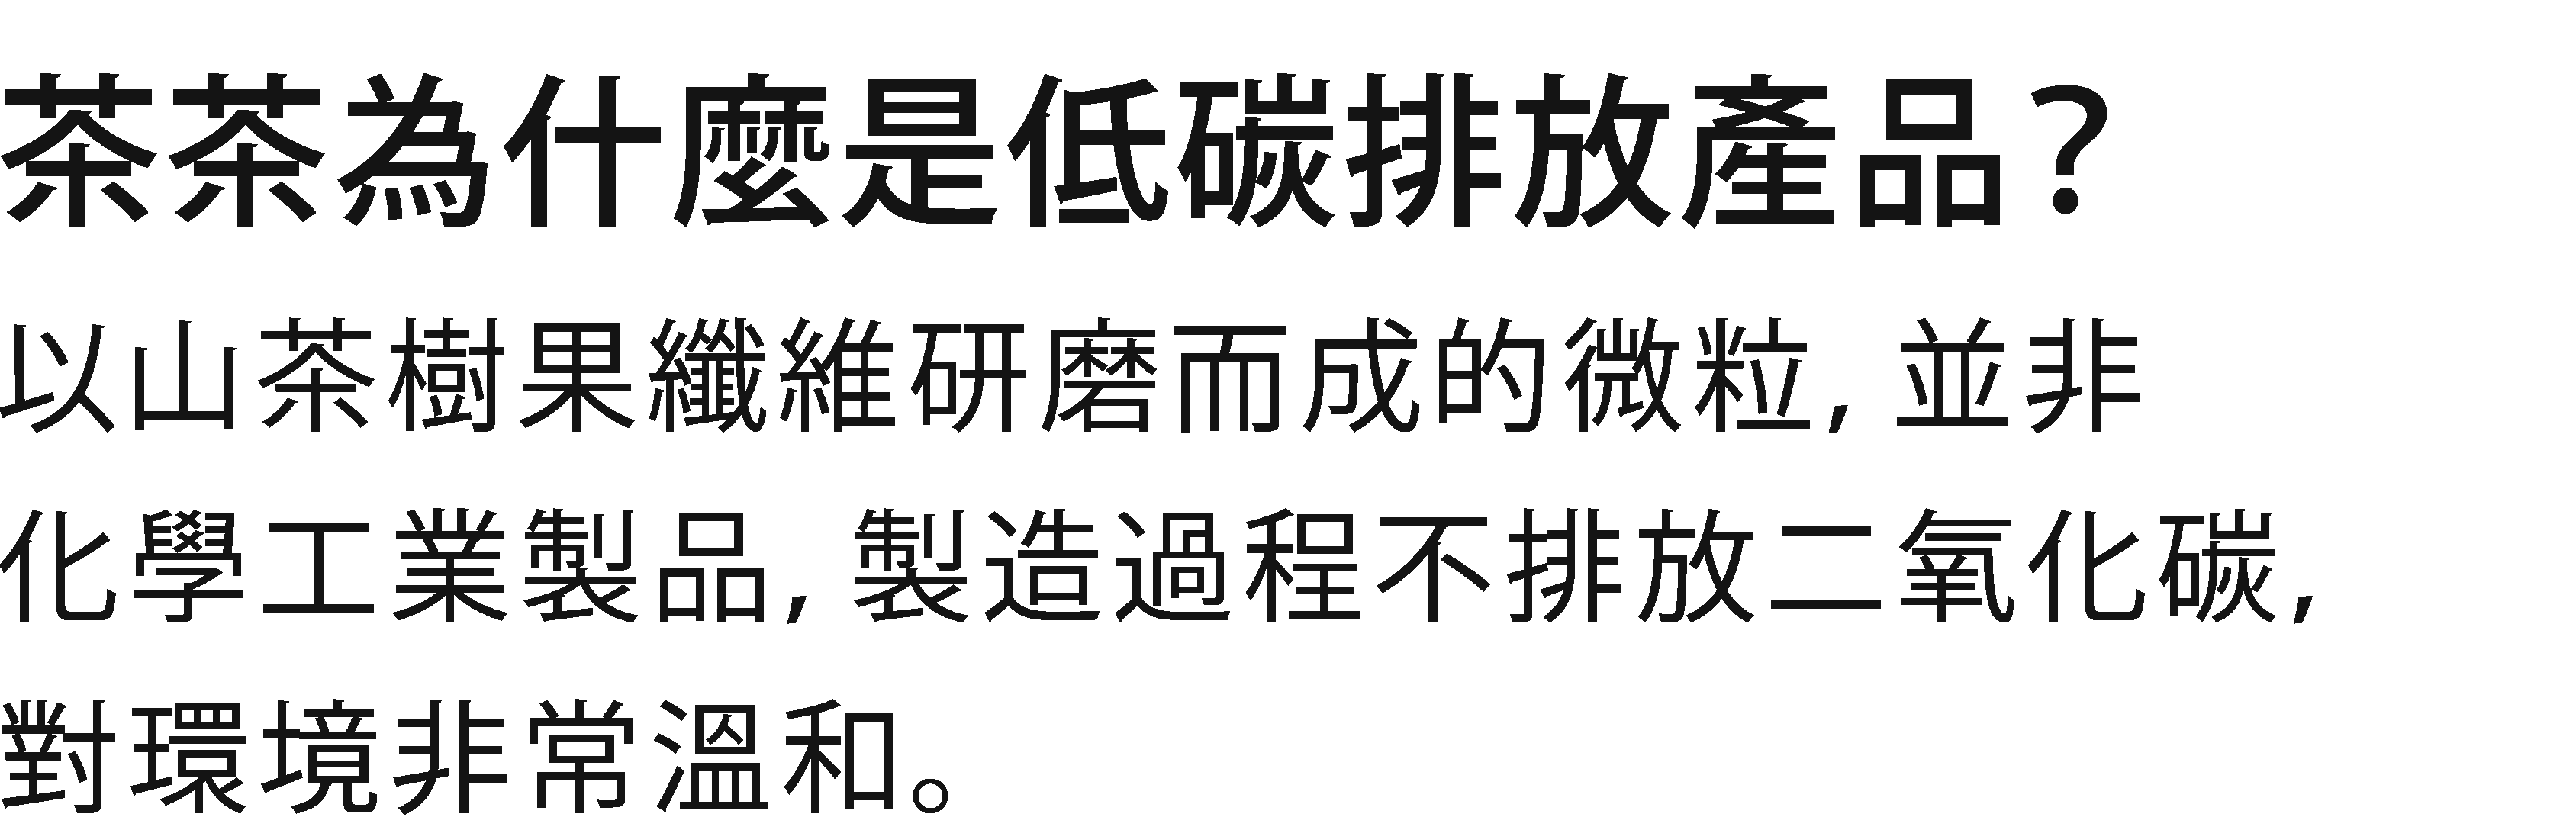 茶茶為什麼是低碳排放產品？
以山茶樹果纖維研磨而成的微粒, 並非
化學工業製品, 製造過程不排放二氧化碳,
對環境非常溫和。